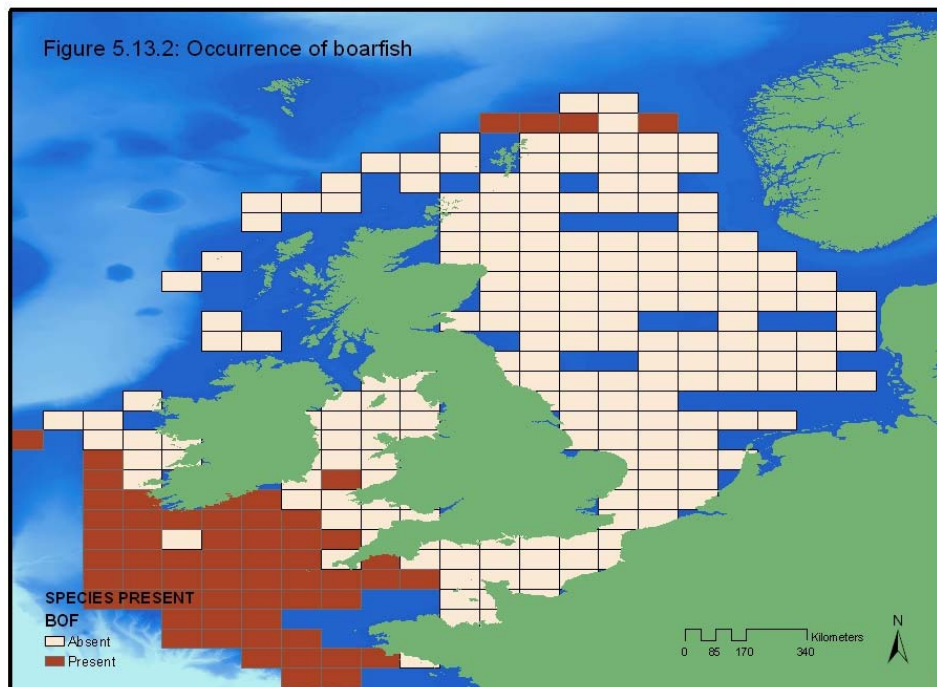 Figure 5.13.2: Occurrence of boarfish
SPECIES PRESENT
BOF
Absent
Present
N
Kilometers
0 85 170 340